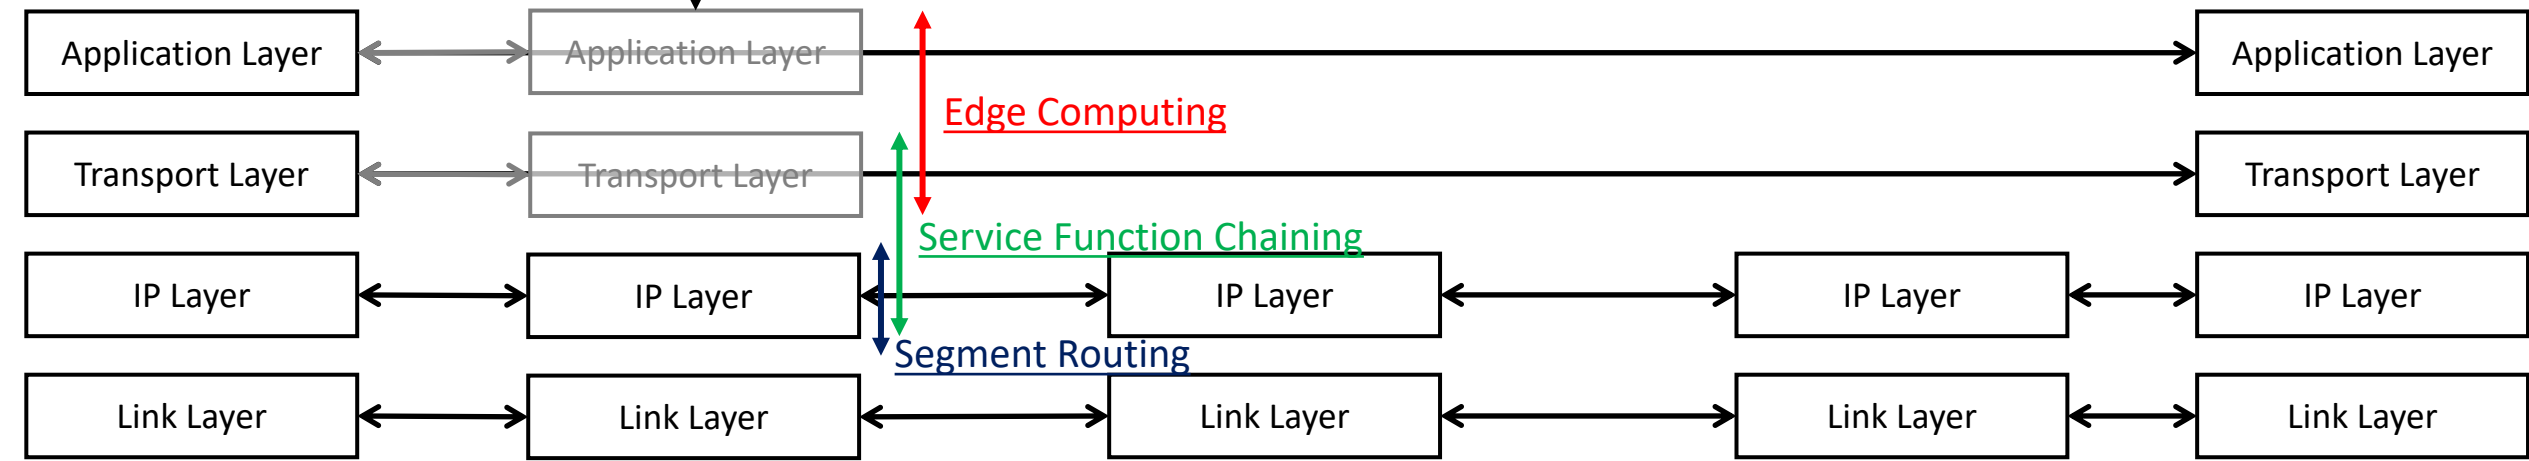 Application Layer
Application Layer
Application Layer
Edge Computing
Transport Layer
Transport Layer
Transport Layer
Service Function Chaining
IP Layer
IP Layer
IP Layer
IP Layer
IP Layer
Segment Routing
Link Layer
Link Layer
Link Layer
Link Layer
Link Layer